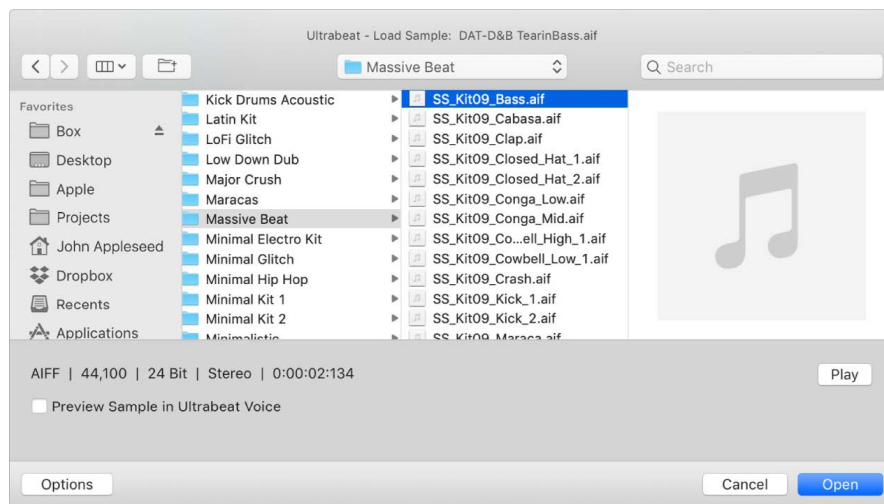 Ultrabeat - Load Sample: DAT-D&B TearinBass.aif
Massive Beat
Search
Favorites
Box
Desktop
Apple
Projects
John Appleseed
Dropbox
Recents
Applications
Kick Drums Acoustic
Latin Kit
LoFi Glitch
Low Down Dub
Major Crush
Maracas
Massive Beat
Minimal Electro Kit
Minimal Glitch
Minimal Hip Hop
Minimal Kit 1
Minimal Kit 2
Minimalistic
SS_Kit09_Bass.aif
SS_Kit09_Cabasa.aif
SS_Kit09_Clap.aif
SS_Kit09_Closed_Hat_1.aif
SS_Kit09_Closed_Hat_2.aif
SS_Kit09_Conga_Low.aif
SS_Kit09_Conga_Mid.aif
SS_Kit09_Co...ell_High_1.aif
SS_Kit09_Cowbell_Low_1.aif
SS_Kit09_Crash.aif
SS_Kit09_Kick_1.aif
SS_Kit09_Kick_2.aif
SS_Kit09_Maraca.aif
AIFF | 44,100 | 24 Bit | Stereo | 0:00:02:134
Play
Preview Sample in Ultrabeat Voice
Options
Cancel
Open